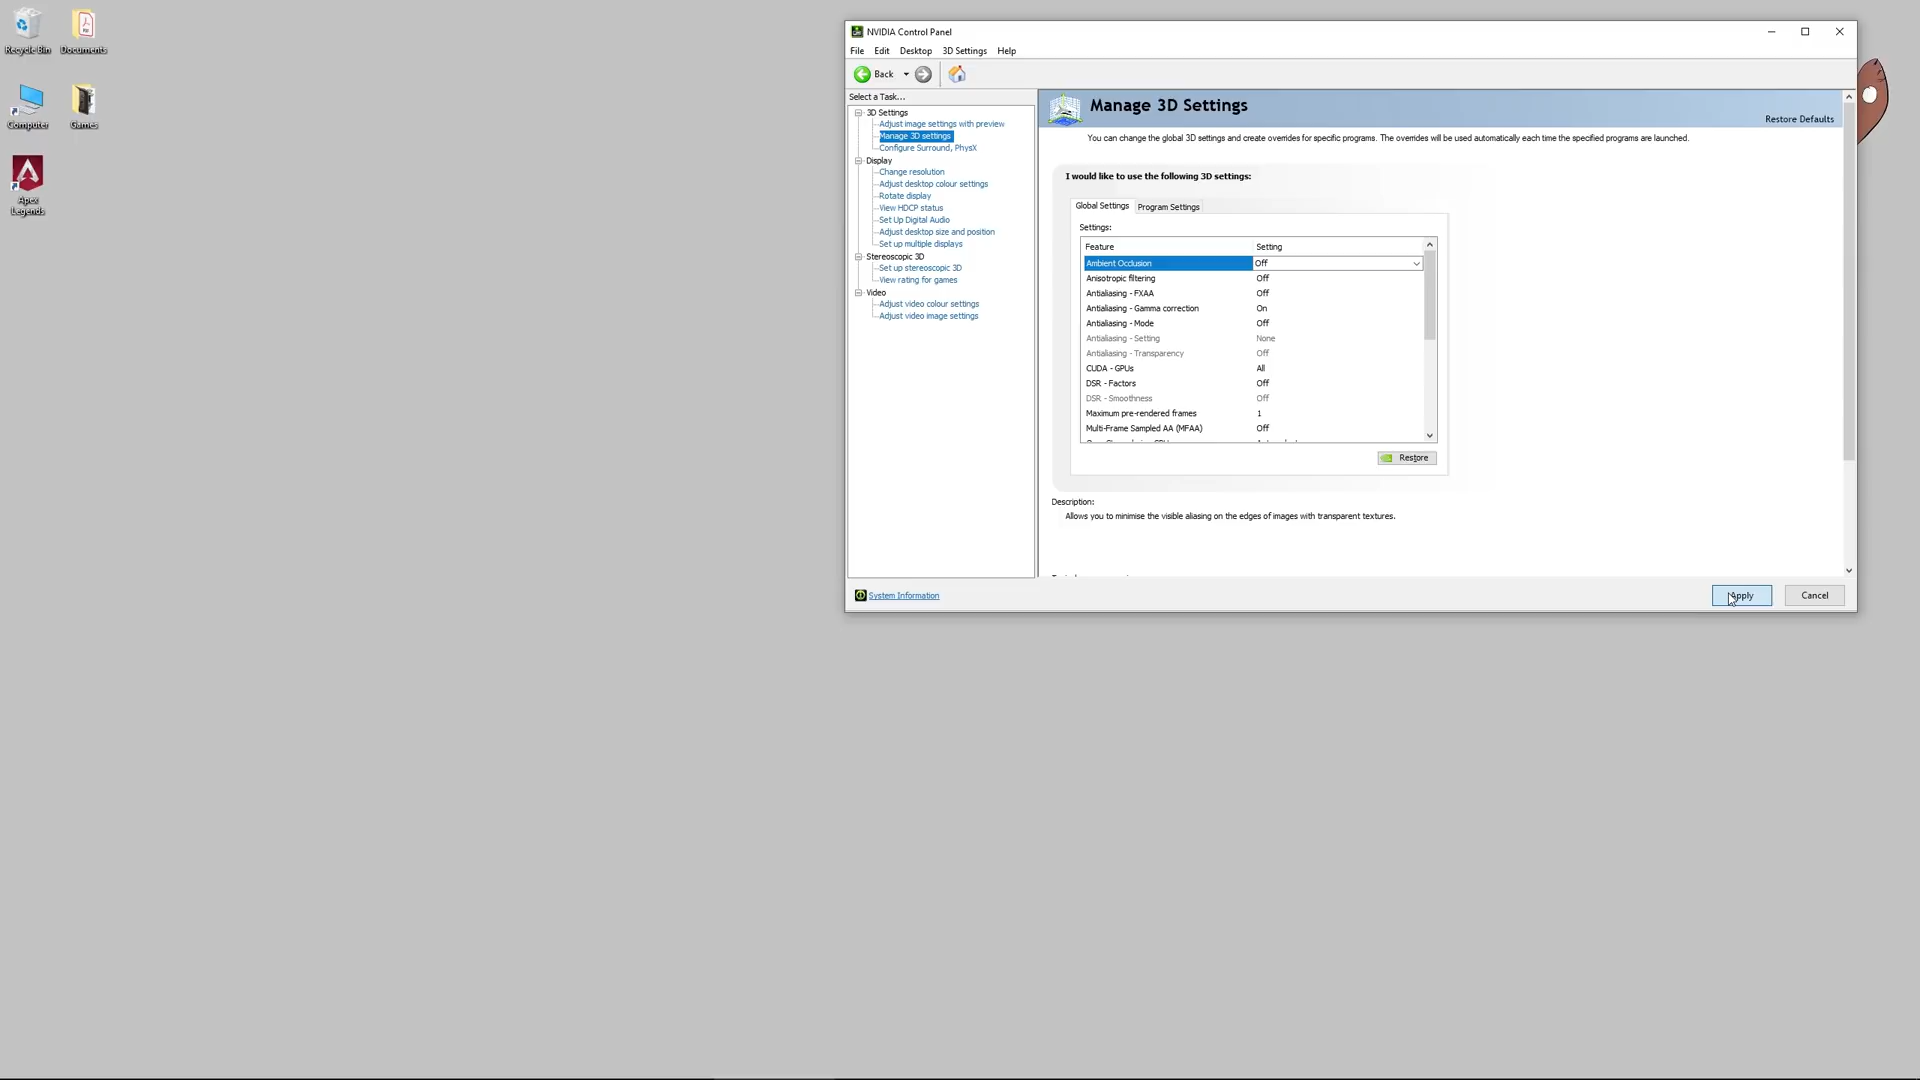 Recycle Bin
Documents
Computer
Games
Apex
Legends
NVIDIA Control Panel
File Edit Desktop 3D Settings Help
Back
Select a Task...
3D Settings
Adjust image settings with preview
Manage 3D settings
Configure Surround, PhysX
Display
Change resolution
Adjust desktop colour settings
Rotate display
View HDCP status
Set Up Digital Audio
Adjust desktop size and position
Set up multiple displays
Stereoscopic 3D
Set up stereoscopic 3D
View rating for games
Video
Adjust video colour settings
Adjust video image settings
Manage 3D Settings
Restore Defaults
You can change the global 3D settings and create overrides for specific programs. The overrides will be used automatically each time the specified programs are launched.
I would like to use the following 3D settings:
Global Settings Program Settings
Settings:
Feature Setting
Ambient Occlusion Off
Anisotropic filtering Off
Antialiasing - FXAA Off
Antialiasing - Gamma correction On
Antialiasing - Mode Off
Antialiasing - Setting None
Antialiasing - Transparency Off
CUDA - GPUs All
DSR - Factors Off
DSR - Smoothness Off
Maximum pre-rendered frames 1
Multi-Frame Sampled AA (MFAA) Off
Restore
Description:
Allows you to minimise the visible aliasing on the edges of images with transparent textures.
System Information
Apply Cancel